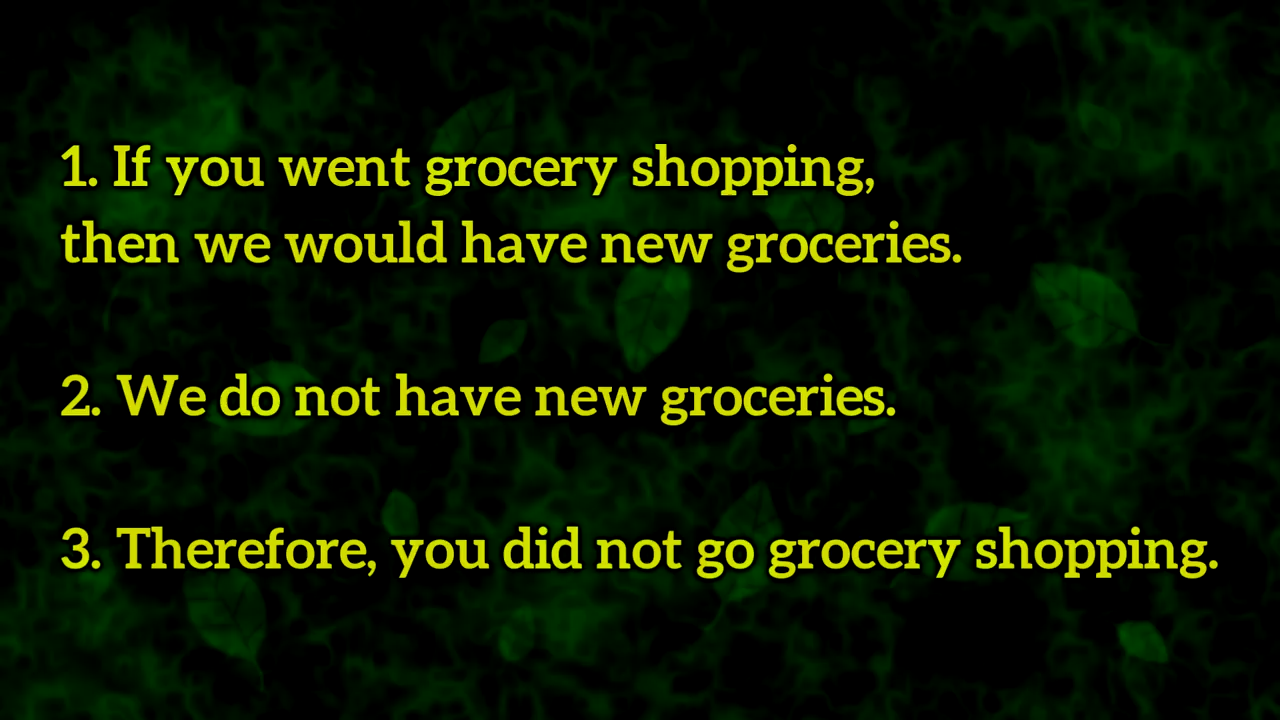 1. If you went grocery shopping,
then we would have new groceries.
2. We do not have new groceries.
3. Therefore, you did not go grocery shopping.